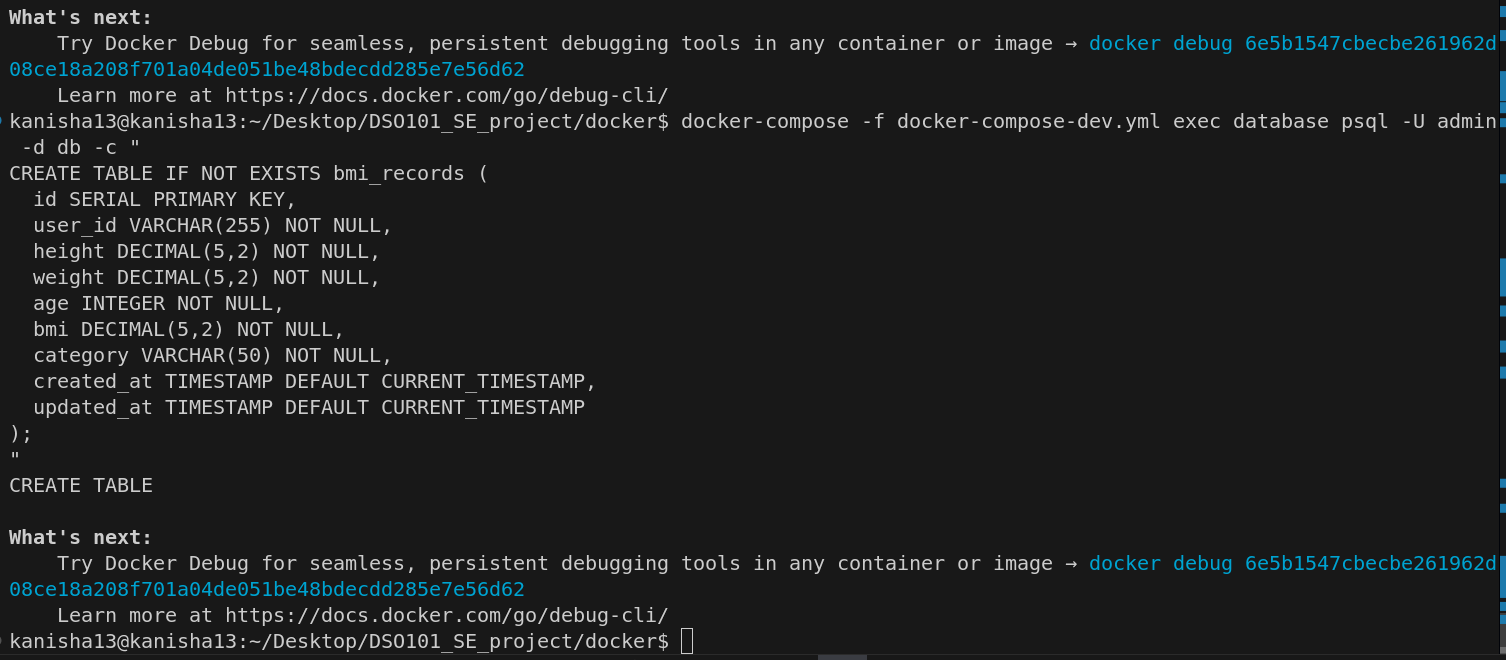 What's next:
    Try Docker Debug for seamless, persistent debugging tools in any container or image → docker debug 6e5b1547cbecbe261962d
08ce18a208f701a04de051be48bdecdd285e7e56d62
    Learn more at https://docs.docker.com/go/debug-cli/
kanisha13@kanisha13:~/Desktop/DSO101_SE_project/docker$ docker-compose -f docker-compose-dev.yml exec database psql -U admin
 -d db -c "
CREATE TABLE IF NOT EXISTS bmi_records (
  id SERIAL PRIMARY KEY,
  user_id VARCHAR(255) NOT NULL,
  height DECIMAL(5,2) NOT NULL,
  weight DECIMAL(5,2) NOT NULL,
  age INTEGER NOT NULL,
  bmi DECIMAL(5,2) NOT NULL,
  category VARCHAR(50) NOT NULL,
  created_at TIMESTAMP DEFAULT CURRENT_TIMESTAMP,
  updated_at TIMESTAMP DEFAULT CURRENT_TIMESTAMP
);
"
CREATE TABLE

What's next:
    Try Docker Debug for seamless, persistent debugging tools in any container or image → docker debug 6e5b1547cbecbe261962d
08ce18a208f701a04de051be48bdecdd285e7e56d62
    Learn more at https://docs.docker.com/go/debug-cli/
kanisha13@kanisha13:~/Desktop/DSO101_SE_project/docker$